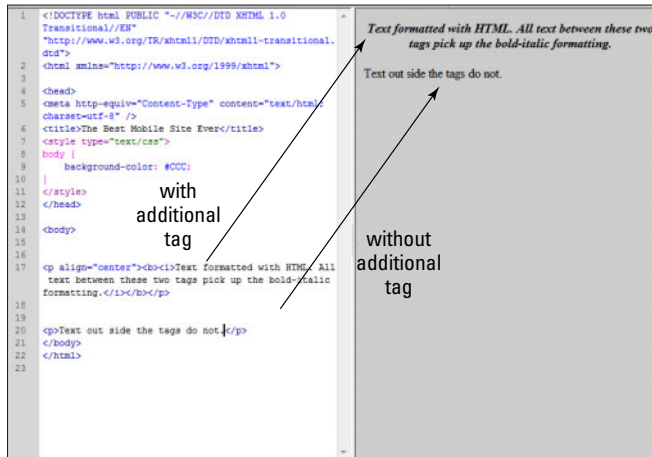 1 <!DOCTYPE html PUBLIC "-//W3C//DTD XHTML 1.0
Transitional//EN"
"http://www.w3.org/TR/xhtml1/DTD/xhtml1-transitional.
dtd">
2 <html xmlns="http://www.w3.org/1999/xhtml">
3
4 <head>
5 <meta http-equiv="Content-Type" content="text/html;
charset=utf-8" />
6 <title>The Best Mobile Site Ever</title>
7 <style type="text/css">
8 body {
9 background-color: #CCC;
10 }
11 </style>
12 </head>
13
14 <body>
15
16
17 <p align="center"><b><i>Text formatted with HTML. All
text between these two tags pick up the bold-italic
formatting.</i></b></p>
18
19
20 <p>Text out side the tags do not.</p>
21 </body>
22 </html>
23
with
additional
tag
Text formatted with HTML. All text between these two
tags pick up the bold-italic formatting.
Text out side the tags do not.
without
additional
tag